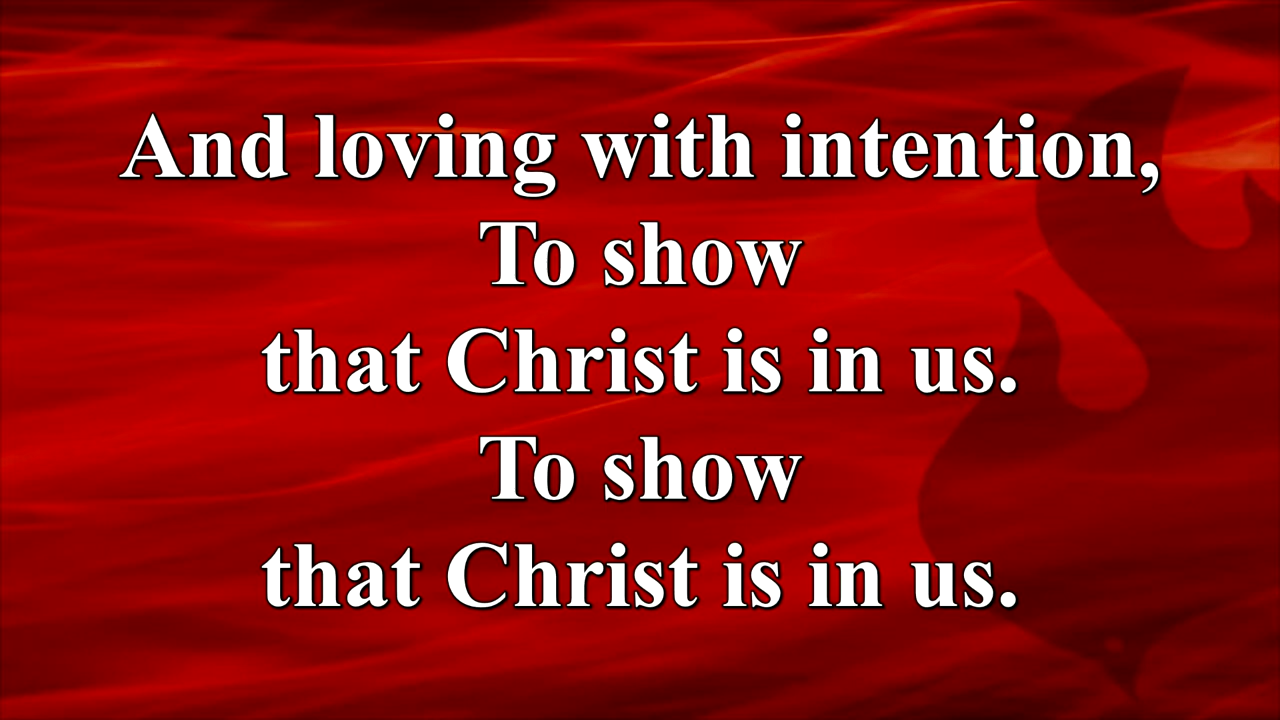 And loving with intention,
To show
that Christ is in us.
To show
that Christ is in us.